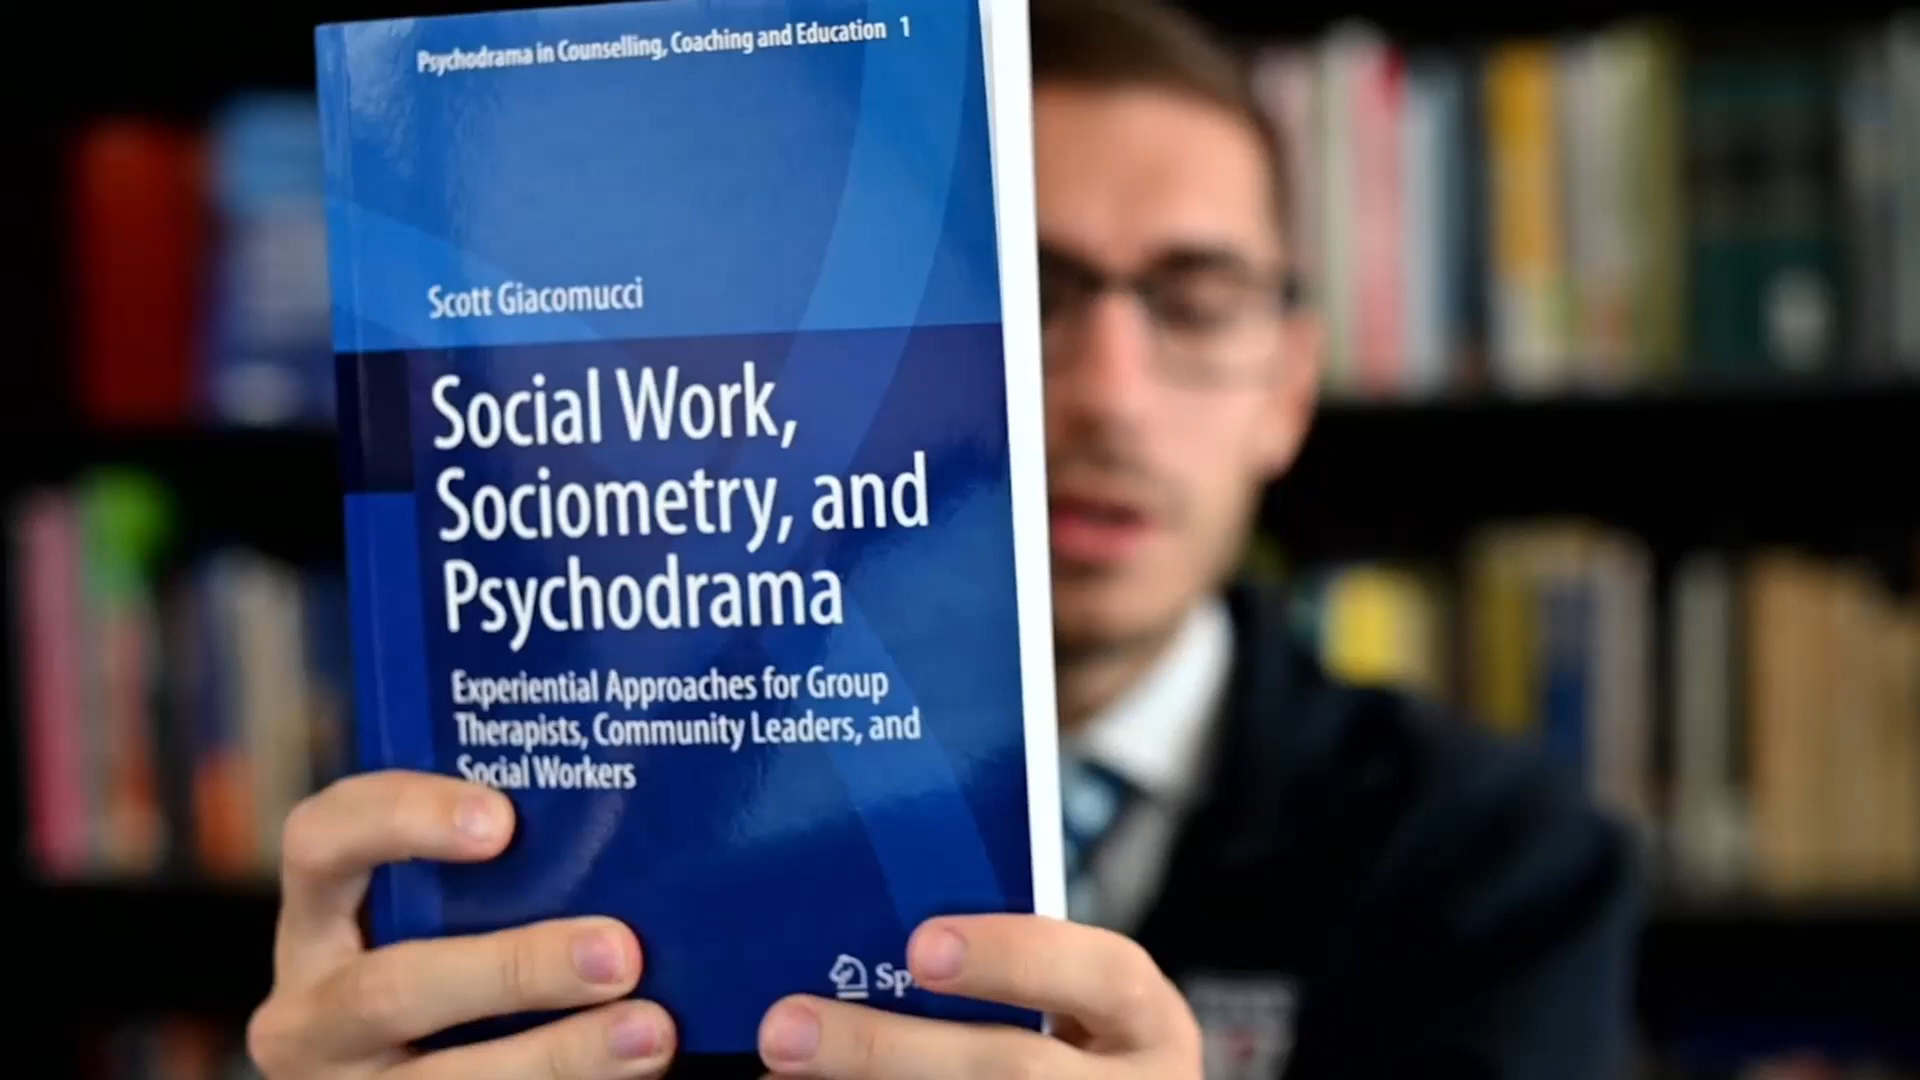 Psychodrama in Counselling, Coaching and Education 1
Scott Giacomucci
Social Work,
Sociometry, and
Psychodrama
Experiential Approaches for Group
Therapists, Community Leaders, and
Social Workers